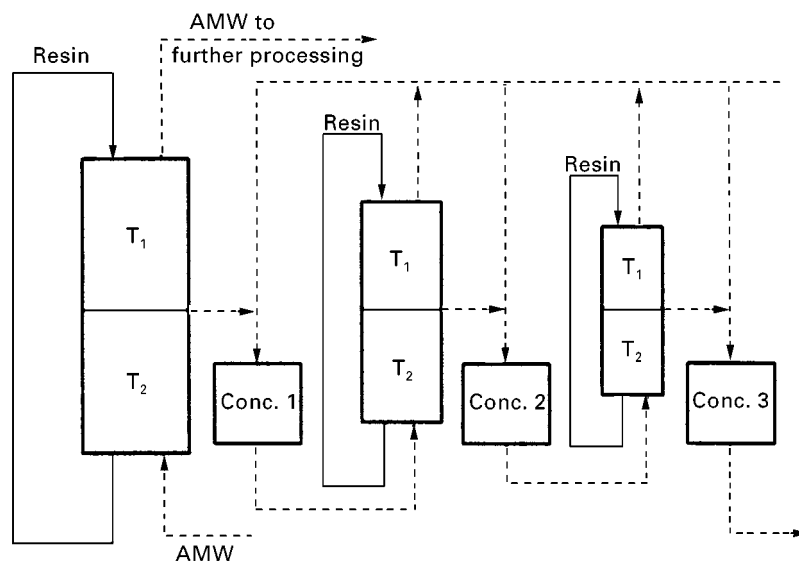 AMW to
further processing
Resin
Resin
Resin
T₁
T₁
T₁
T₂
T₂
T₂
Conc. 1
Conc. 2
Conc. 3
AMW